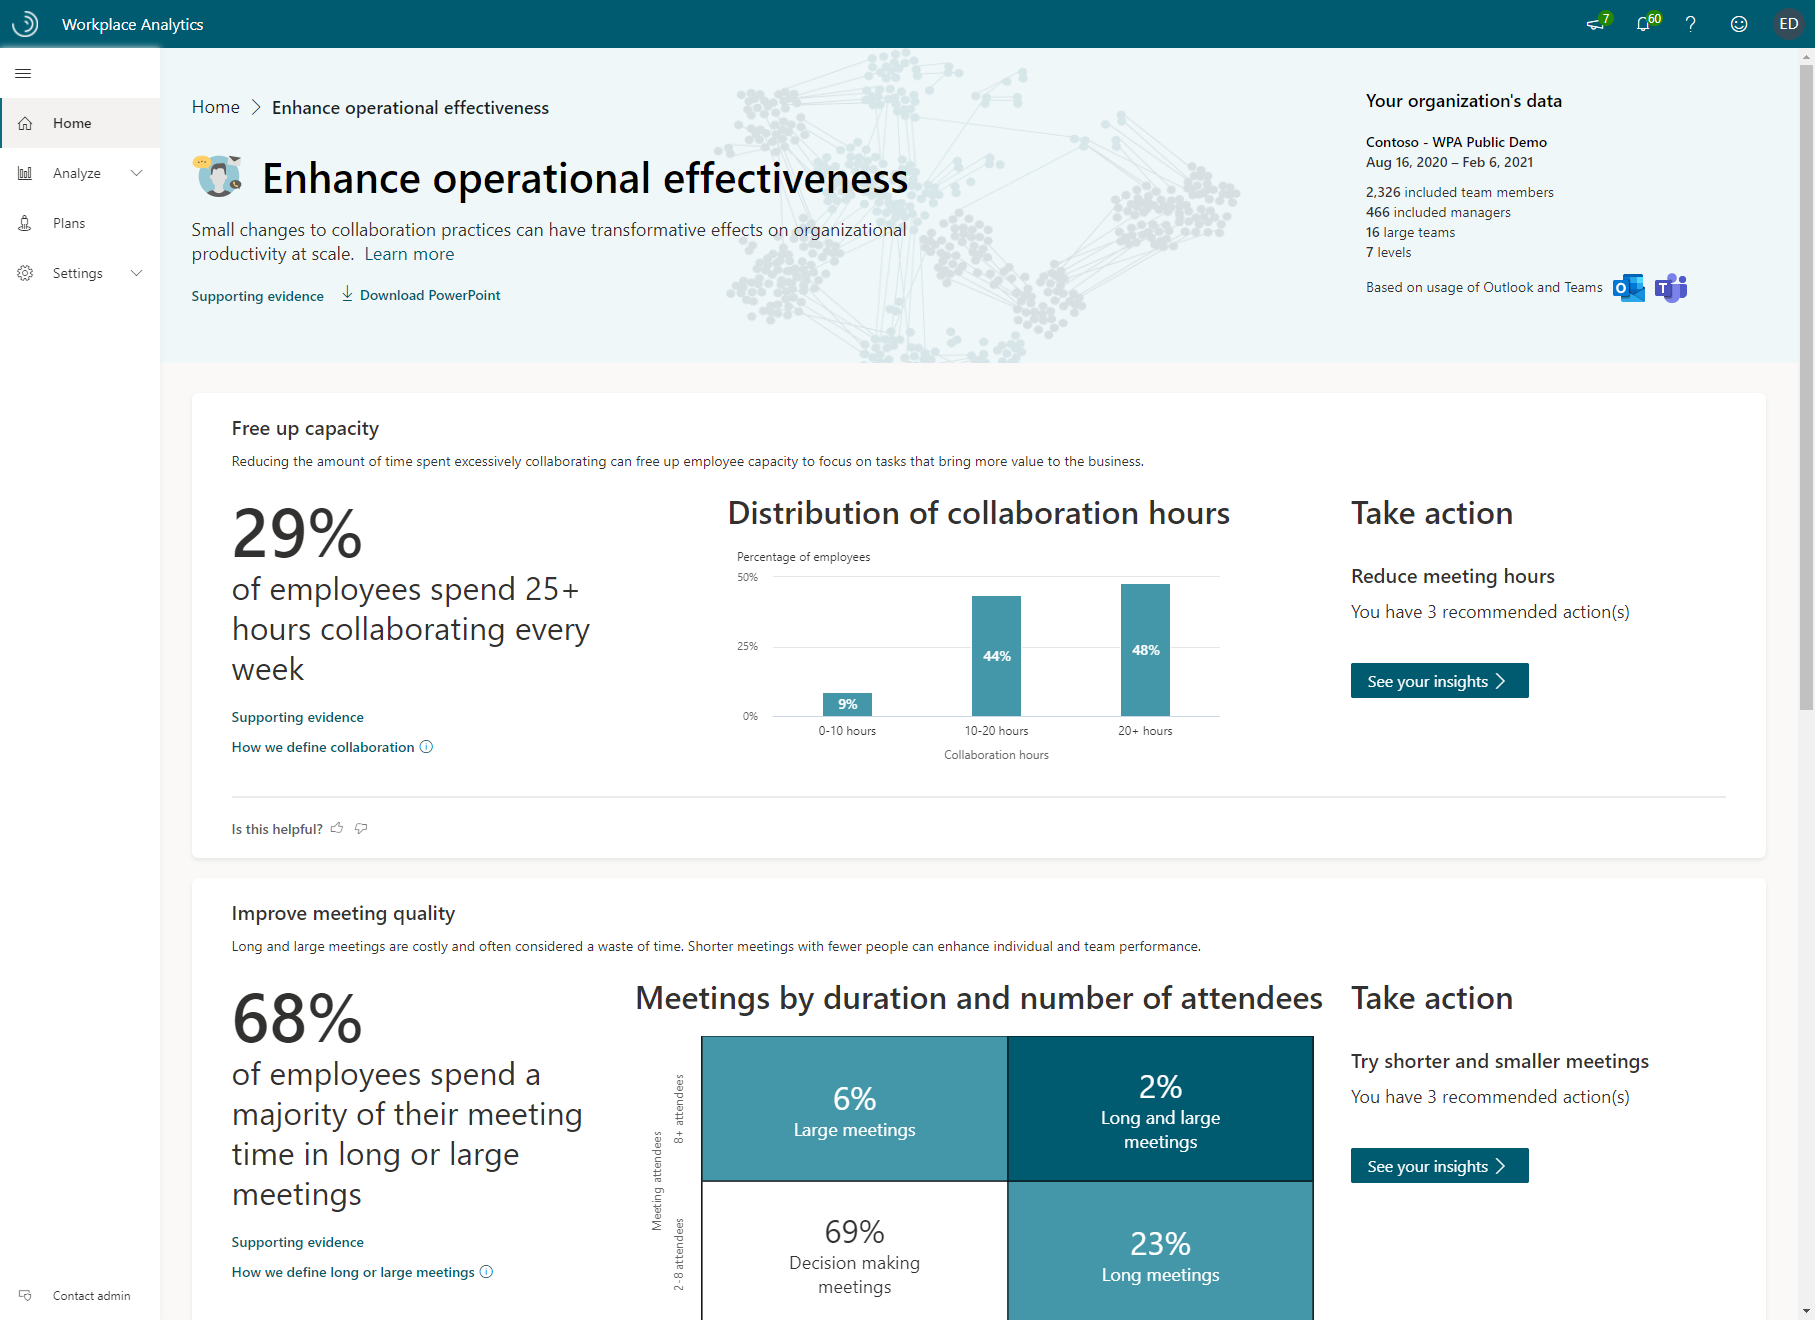 Workplace Analytics
7
60
?
ED
Home
Analyze
Plans
Settings
Contact admin
Home > Enhance operational effectiveness
Enhance operational effectiveness
Small changes to collaboration practices can have transformative effects on organizational
productivity at scale. Learn more
Supporting evidence
Download PowerPoint
Your organization's data
Contoso - WPA Public Demo
Aug 16, 2020 – Feb 6, 2021
2,326 included team members
466 included managers
16 large teams
7 levels
Based on usage of Outlook and Teams
Free up capacity
Reducing the amount of time spent excessively collaborating can free up employee capacity to focus on tasks that bring more value to the business.
29%
of employees spend 25+
hours collaborating every
week
Supporting evidence
How we define collaboration
Distribution of collaboration hours
Percentage of employees
50%
25%
0%
9%
44%
48%
0-10 hours
10-20 hours
20+ hours
Collaboration hours
Take action
Reduce meeting hours
You have 3 recommended action(s)
See your insights
Is this helpful?
Improve meeting quality
Long and large meetings are costly and often considered a waste of time. Shorter meetings with fewer people can enhance individual and team performance.
68%
of employees spend a
majority of their meeting
time in long or large
meetings
Supporting evidence
How we define long or large meetings
Meetings by duration and number of attendees
Meeting attendees
8+ attendees
2-8 attendees
6%
Large meetings
2%
Long and large
meetings
69%
Decision making
meetings
23%
Long meetings
Take action
Try shorter and smaller meetings
You have 3 recommended action(s)
See your insights